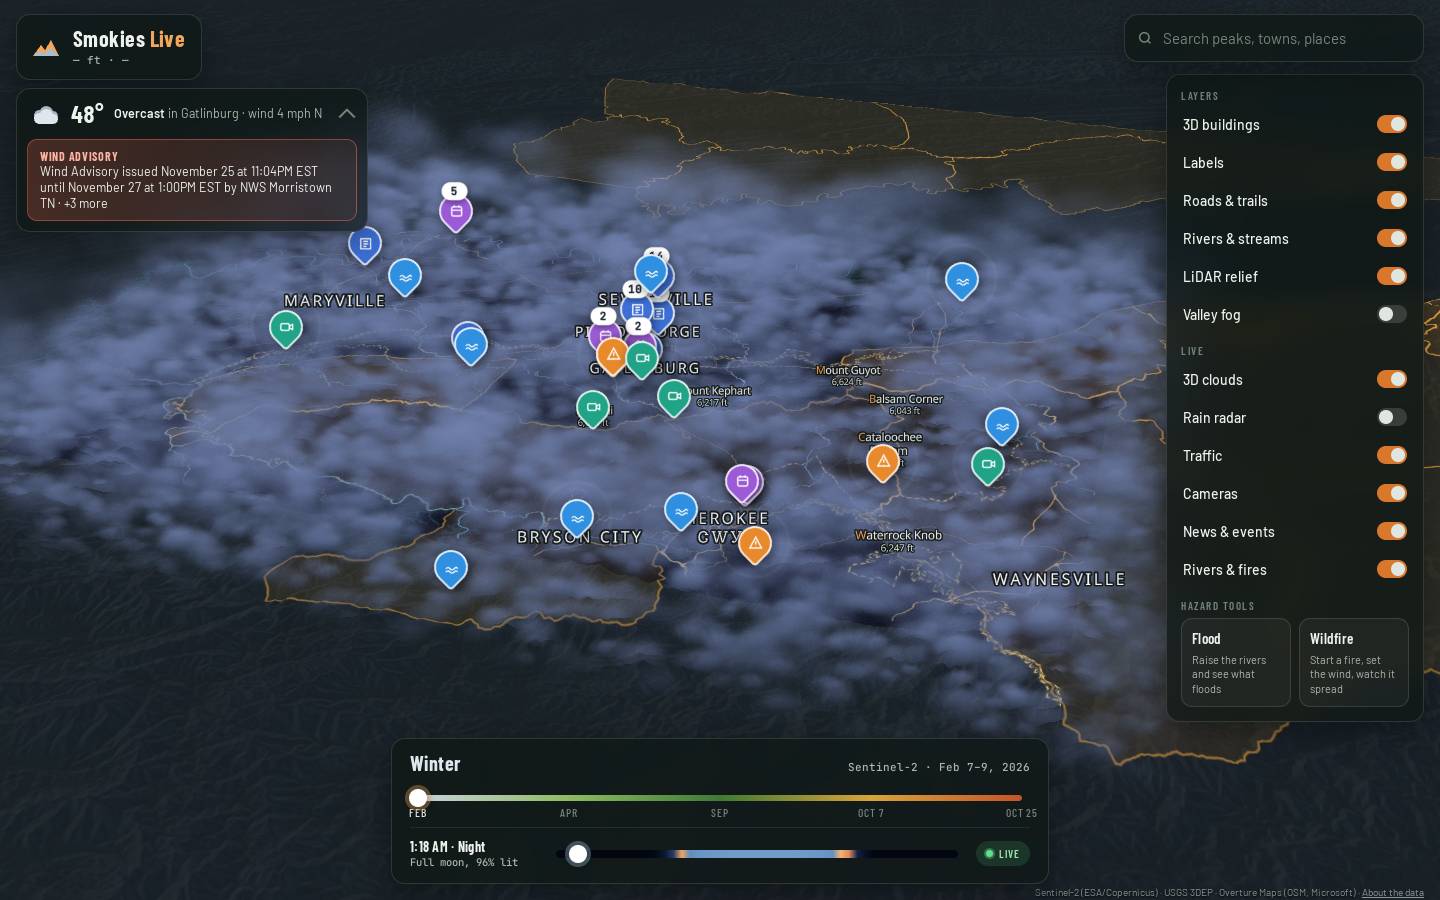 Smokies Live
— ft · —
Search peaks, towns, places
48° Overcast in Gatlinburg · wind 4 mph N
WIND ADVISORY
Wind Advisory issued November 25 at 11:04PM EST
until November 27 at 1:00PM EST by NWS Morristown
TN · +3 more
LAYERS
3D buildings
Labels
Roads & trails
Rivers & streams
LiDAR relief
Valley fog
LIVE
3D clouds
Rain radar
Traffic
Cameras
News & events
Rivers & fires
HAZARD TOOLS
Flood
Raise the rivers
and see what
floods
Wildfire
Start a fire, set
the wind, watch it
spread
5
MARYVILLE
10
2
2
Mount Guyot
6,624 ft
Mount Kephart
6,217 ft
Balsam Corner
6,043 ft
Cataloochee
BRYSON CITY
Waterrock Knob
6,247 ft
WAYNESVILLE
Winter
Sentinel-2 · Feb 7–9, 2026
FEB
APR
SEP
OCT 7
OCT 25
1:18 AM · Night
Full moon, 96% lit
LIVE
Sentinel-2 (ESA/Copernicus) · USGS 3DEP · Overture Maps (OSM, Microsoft) · About the data